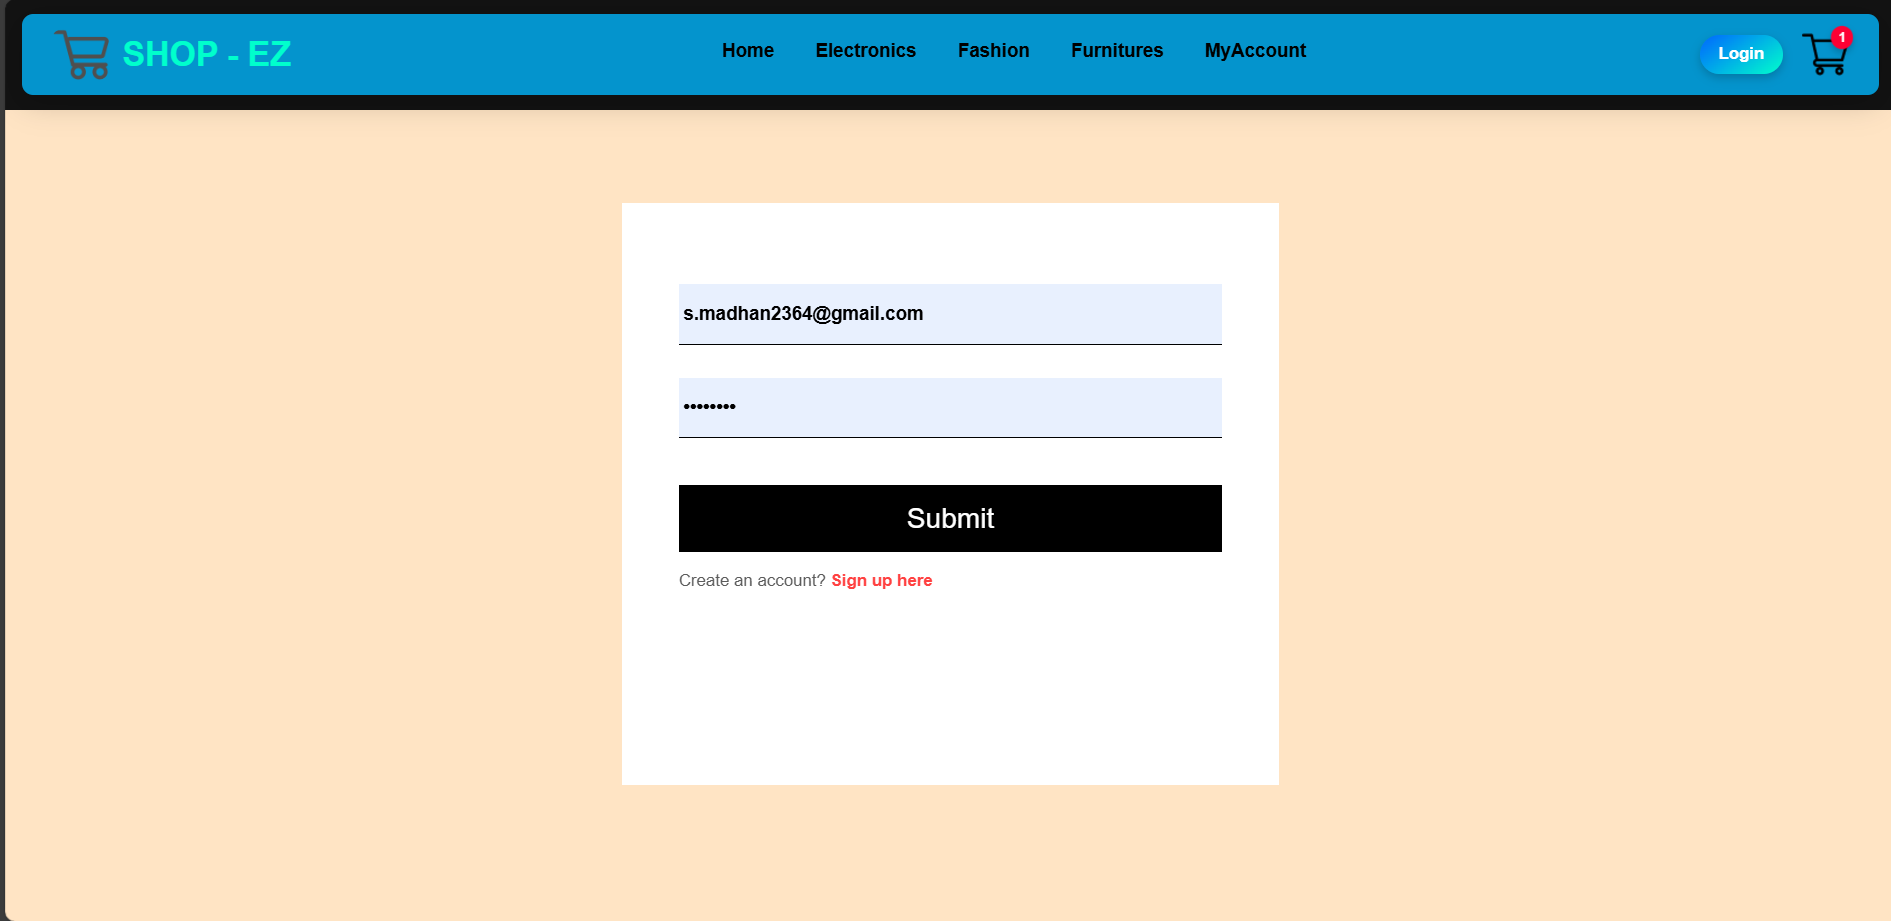 SHOP - EZ
Home Electronics Fashion Furnitures MyAccount
Login
1
s.madhan2364@gmail.com
••••••••
Submit
Create an account? Sign up here